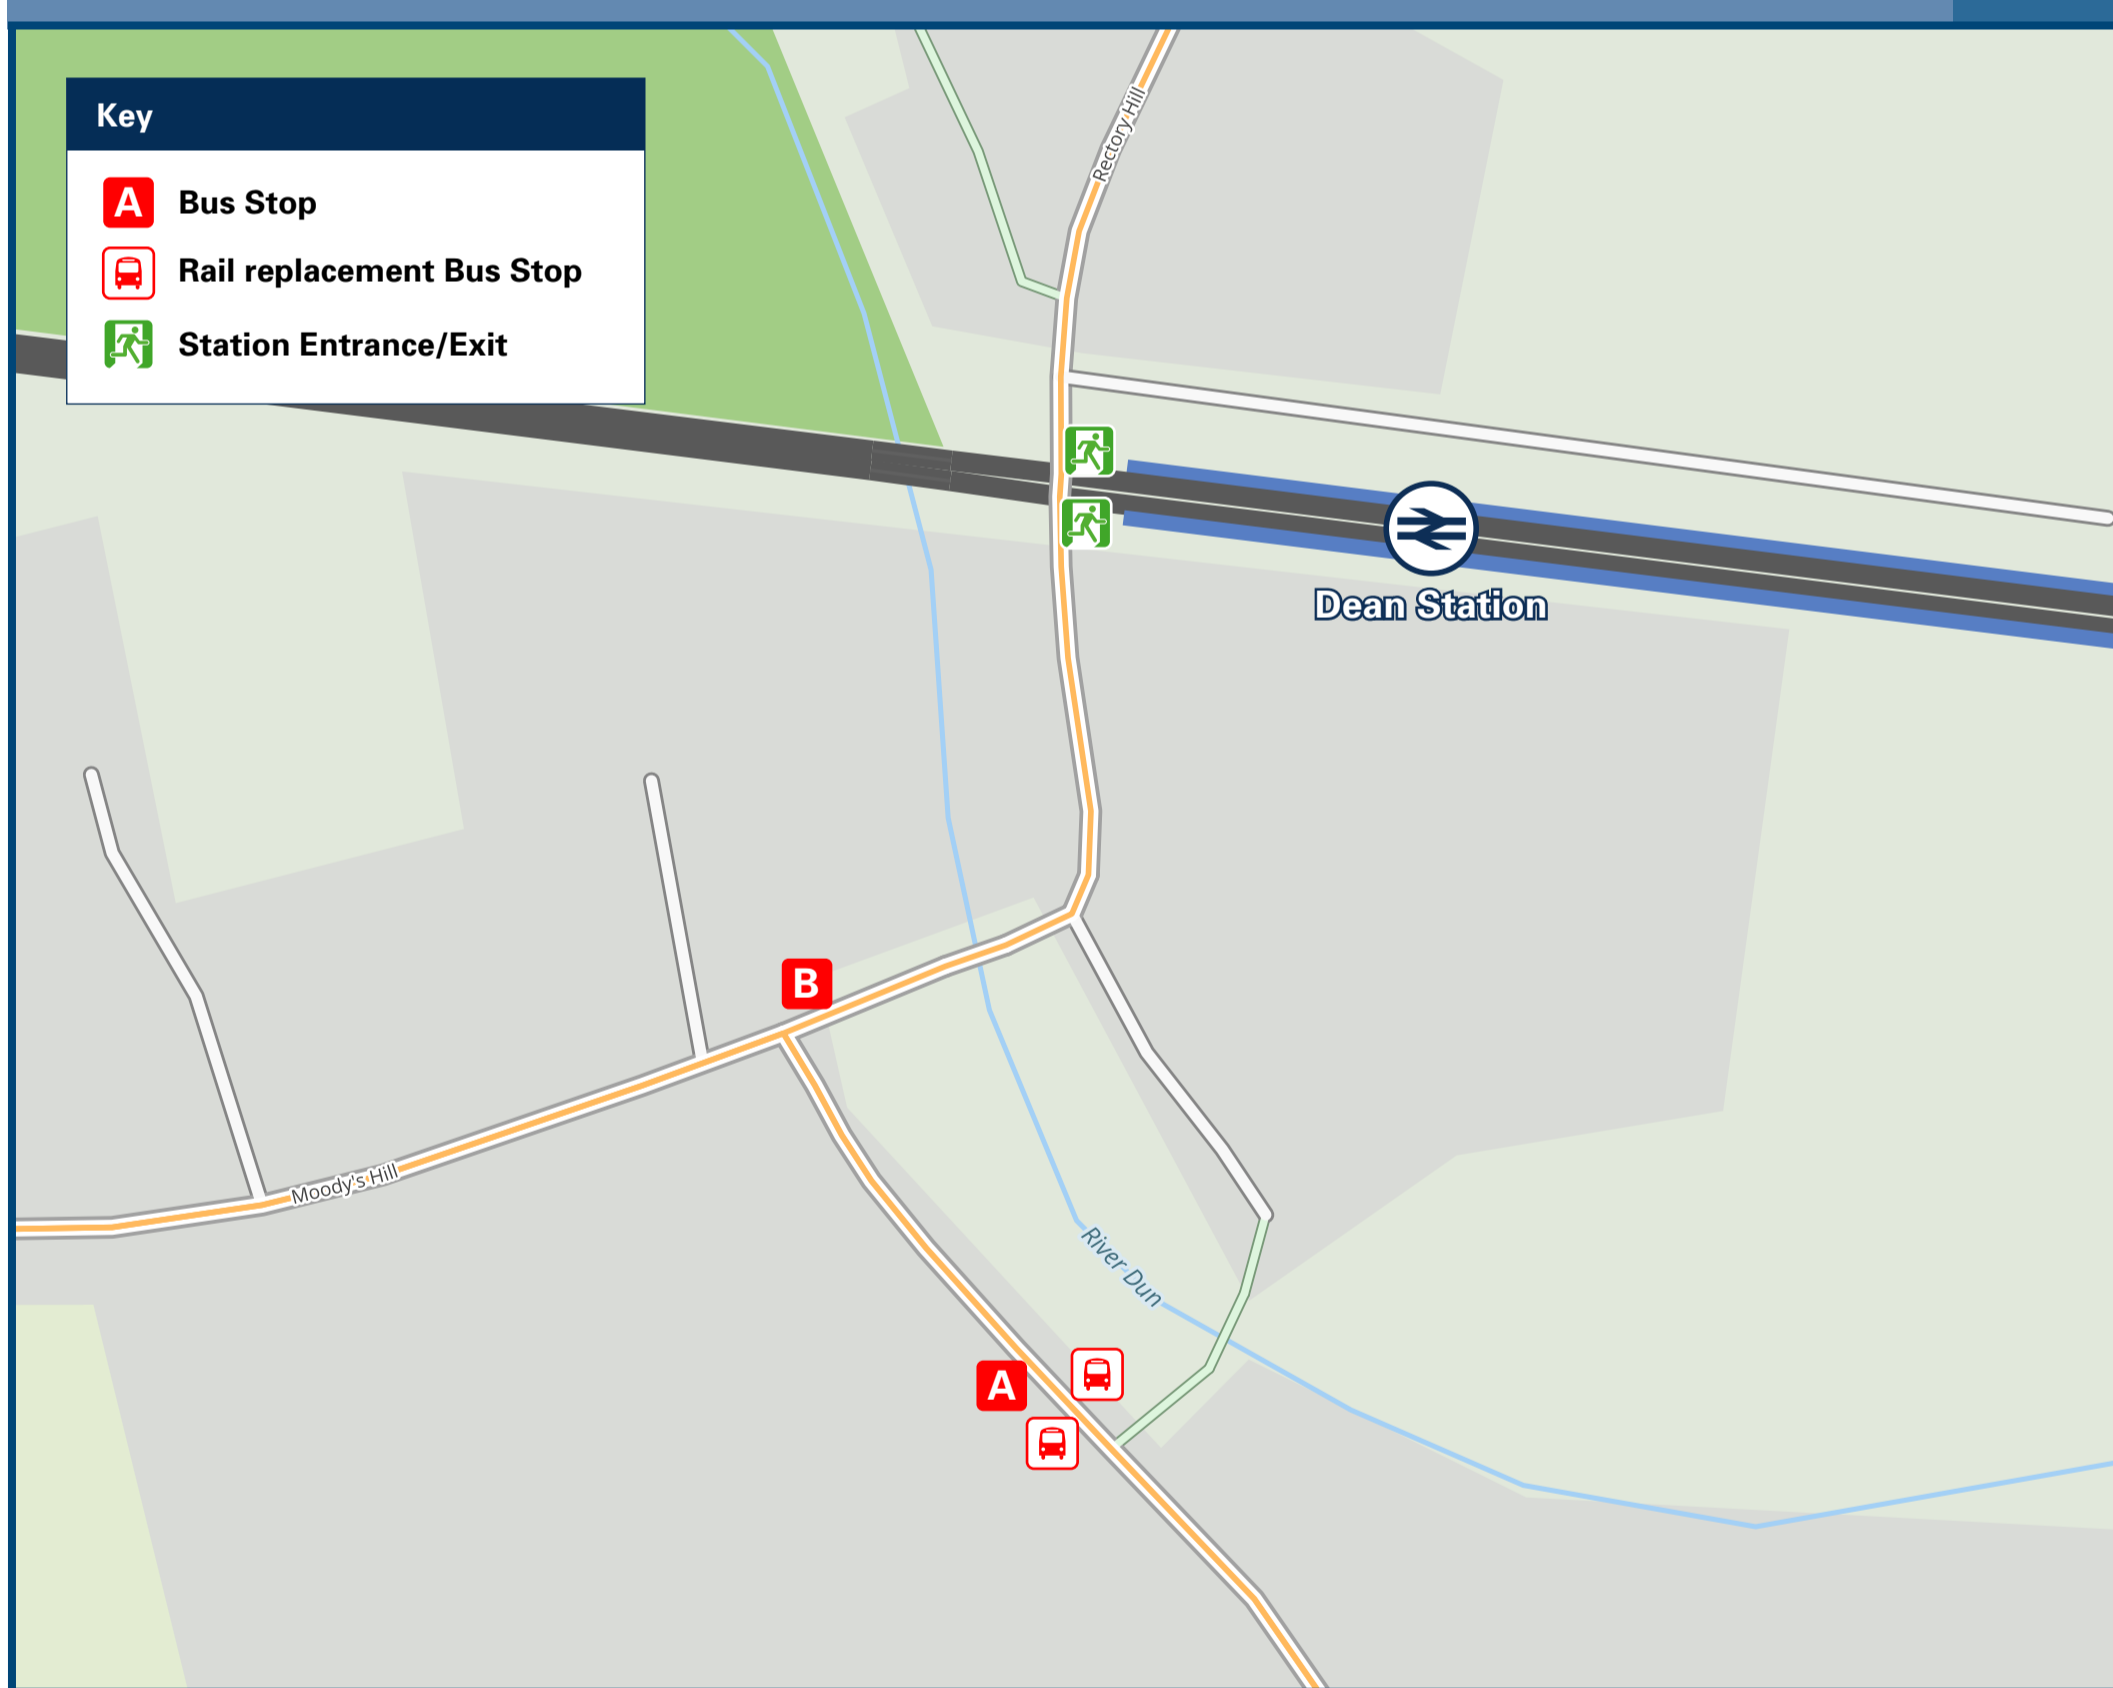 Key
A Bus Stop
Rail replacement Bus Stop
Station Entrance/Exit
Rectory Hill
Dean Station
B
Moody's Hill
River Dun
A